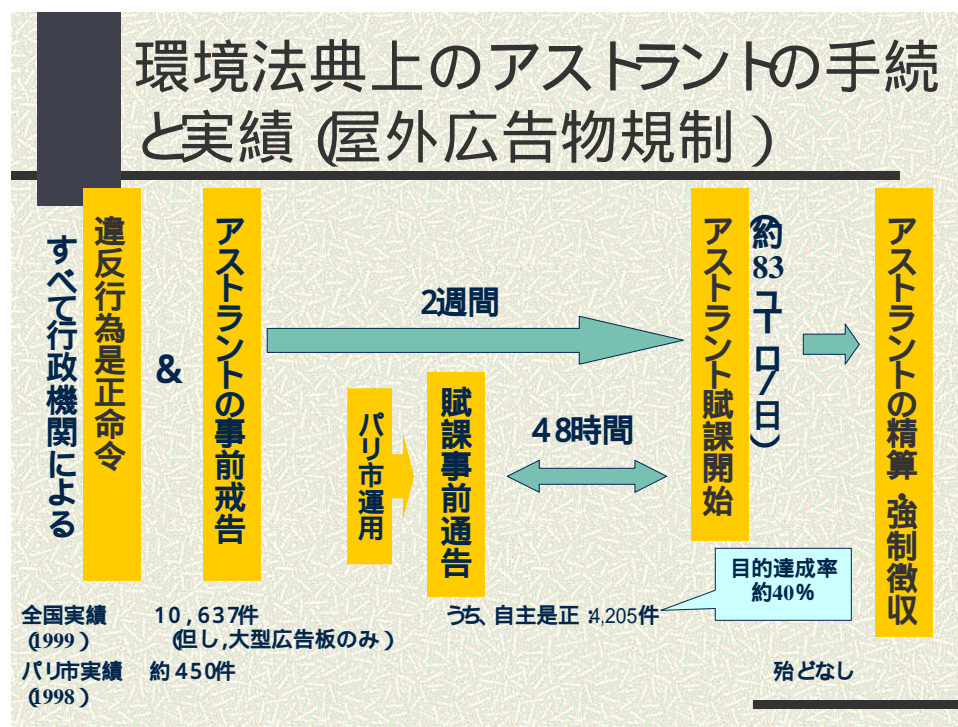 環境法典上のアストラントの手続
と実績（屋外広告物規制）
すべて行政機関による
違反行為是正命令
&
アストラントの事前戒告
2週間
パリ市運用
賦課事前通告
48時間
アストラント賦課開始
（約83ユーロ/日）
アストラントの精算・強制徴収
目的達成率
約40%
全国実績 10,637件 うち、自主是正:4,205件
(1999) （但し,大型広告板のみ）
パリ市実績 約450件 殆どなし
(1998)